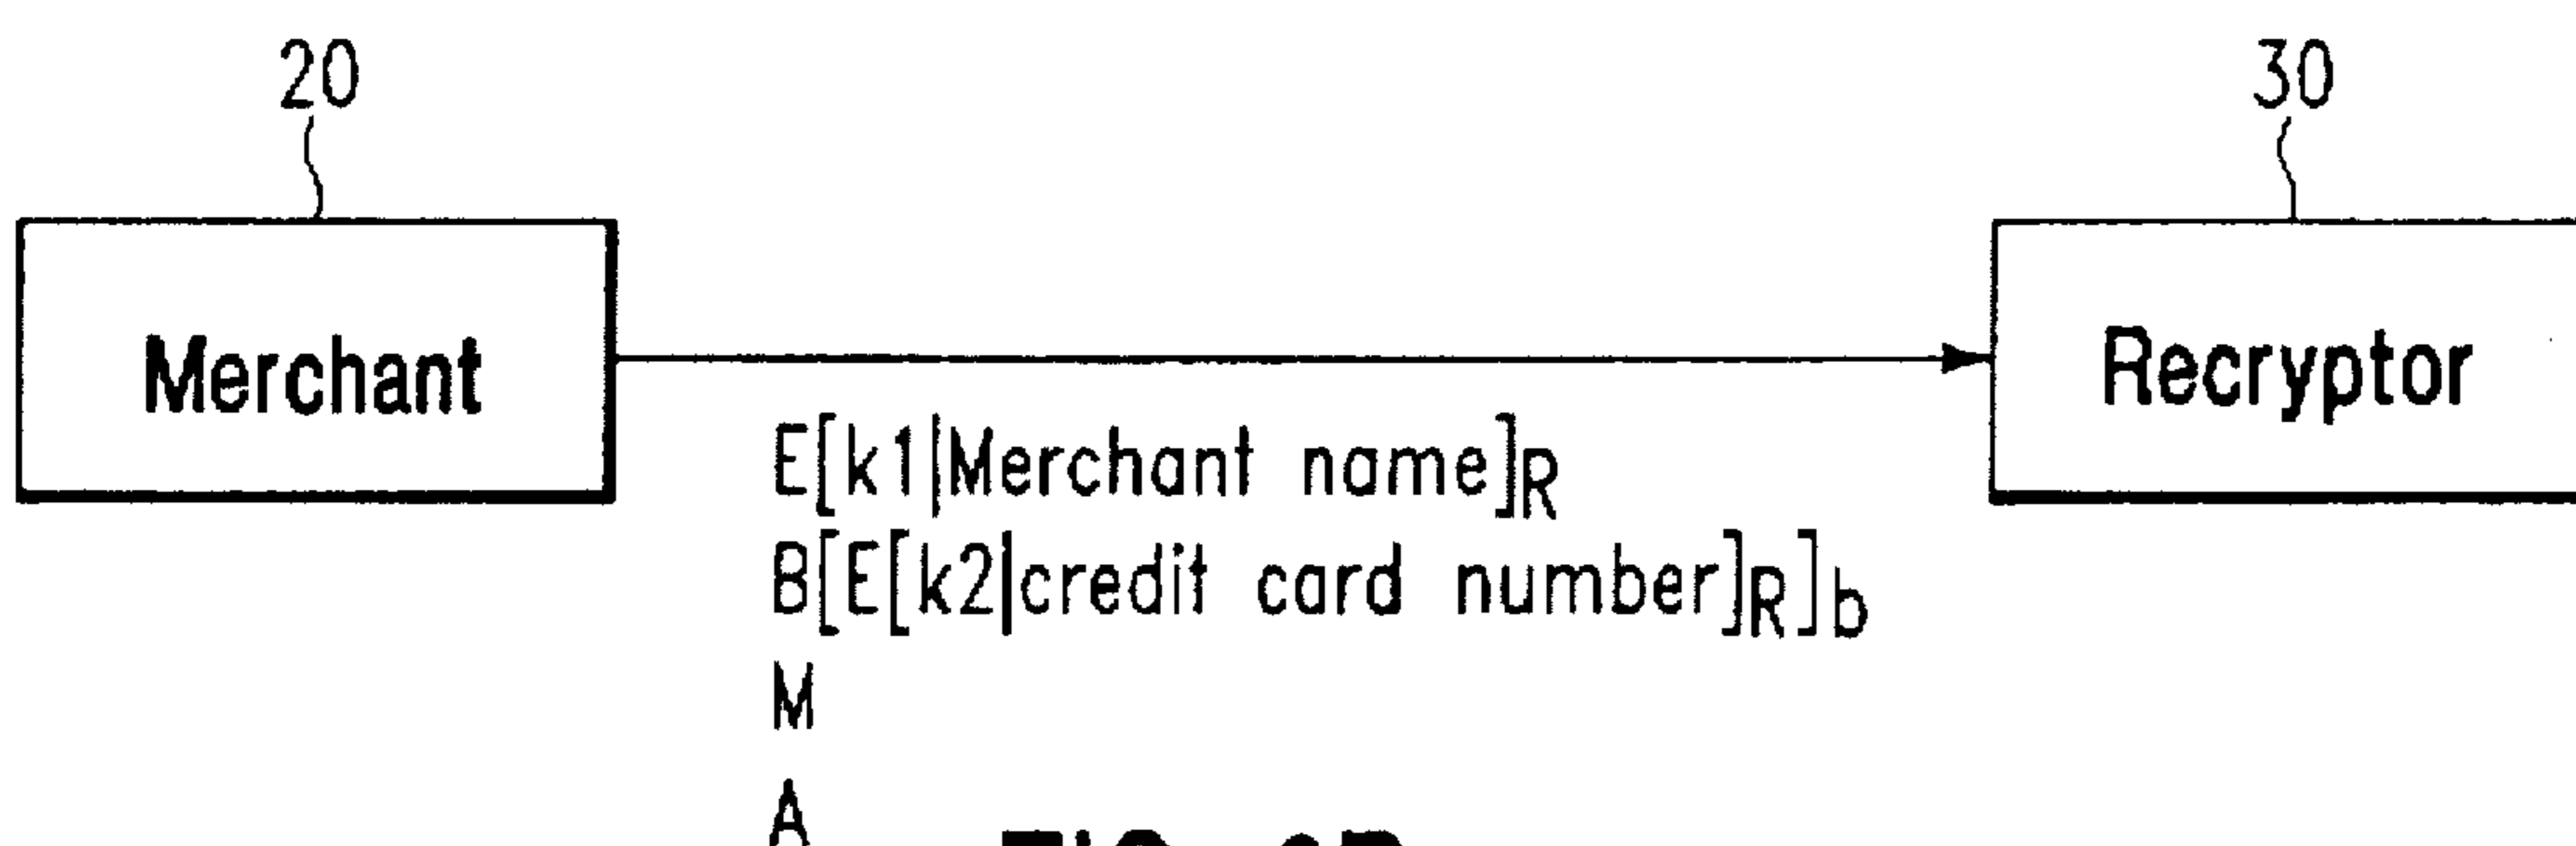 20
30
Merchant
Recryptor
E[k1|Merchant name]R
B[E[k2|credit card number]R]b
M
A